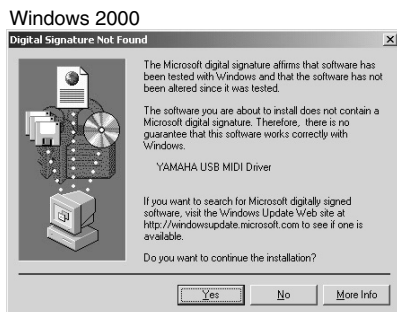 Windows 2000
Digital Signature Not Found
The Microsoft digital signature affirms that software has
been tested with Windows and that the software has not
been altered since it was tested.
The software you are about to install does not contain a
Microsoft digital signature. Therefore, there is no
guarantee that this software works correctly with
Windows.
YAMAHA USB MIDI Driver
If you want to search for Microsoft digitally signed
software, visit the Windows Update Web site at
http://windowsupdate.microsoft.com to see if one is
available.
Do you want to continue the installation?
Yes No More Info